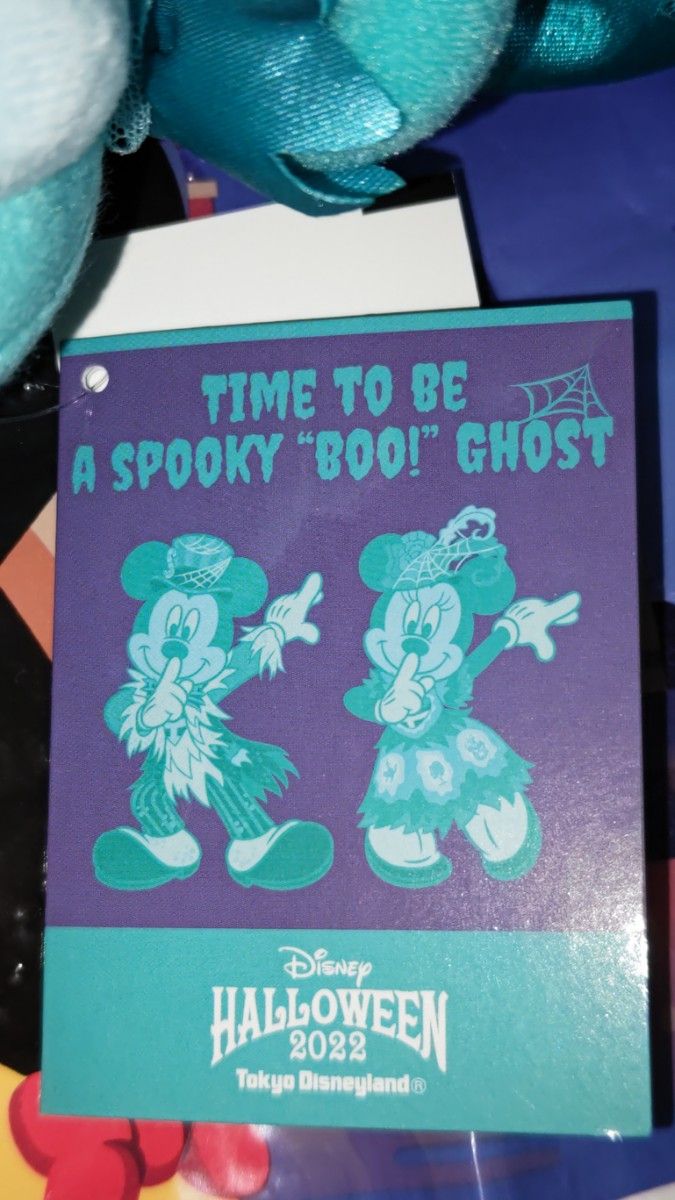 TIME TO BE
A SPOOKY “BOO!” GHOST
Disney
HALLOWEEN
2022
Tokyo Disneyland®